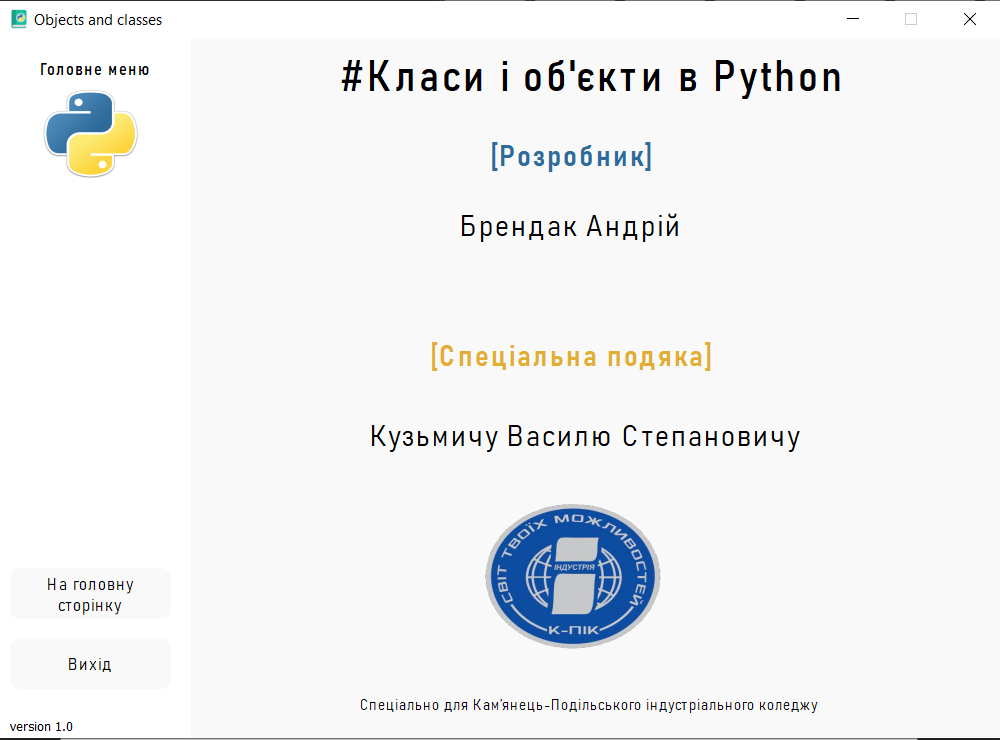 Objects and classes
Головне меню
#Класи і об'єкти в Python
[Розробник]
Брендак Андрій
[Спеціальна подяка]
Кузьмичу Василю Степановичу
СВІТ ТВОЇХ МОЖЛИВОСТЕЙ
ІНДУСТРІЯ
К-ПІК
На головну
сторінку
Вихід
Спеціально для Кам'янець-Подільського індустріального коледжу
version 1.0